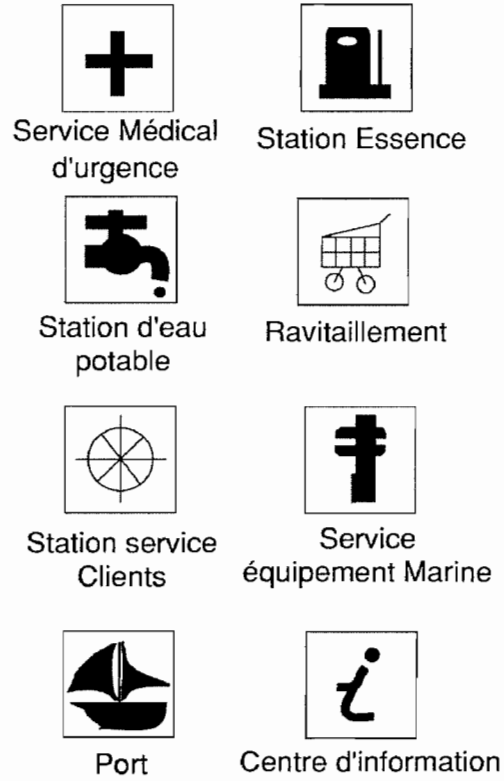 Service Médical
d'urgence
Station Essence
Station d'eau
potable
Ravitaillement
Station service
Clients
Service
équipement Marine
Port
Centre d'information